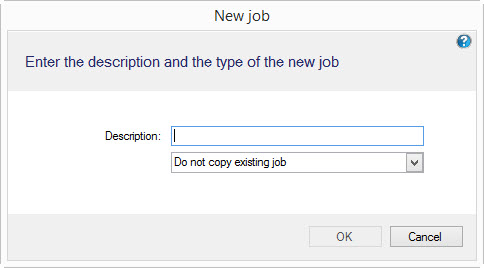 New job
Enter the description and the type of the new job
Description:
Do not copy existing job
OK
Cancel